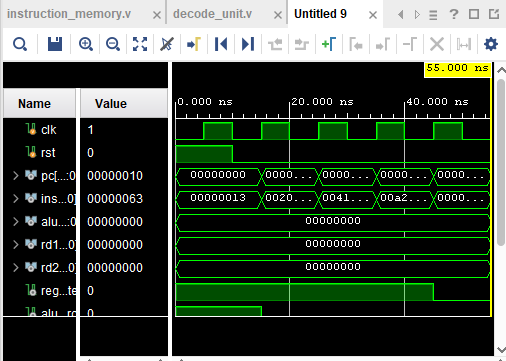 instruction_memory.v decode_unit.v Untitled 9
55.000 ns
Name Value
0.000 ns 20.000 ns 40.000 ns
clk 1
rst 0
pc[...:0] 00000010 00000000 0000... 0000... 0000... 0000...
ins...0] 00000063 00000013 0020... 0041... 00a2... 0000...
alu...0] 00000000 00000000
rd1...0] 00000000 00000000
rd2...0] 00000000 00000000
reg...te 0
alu 0